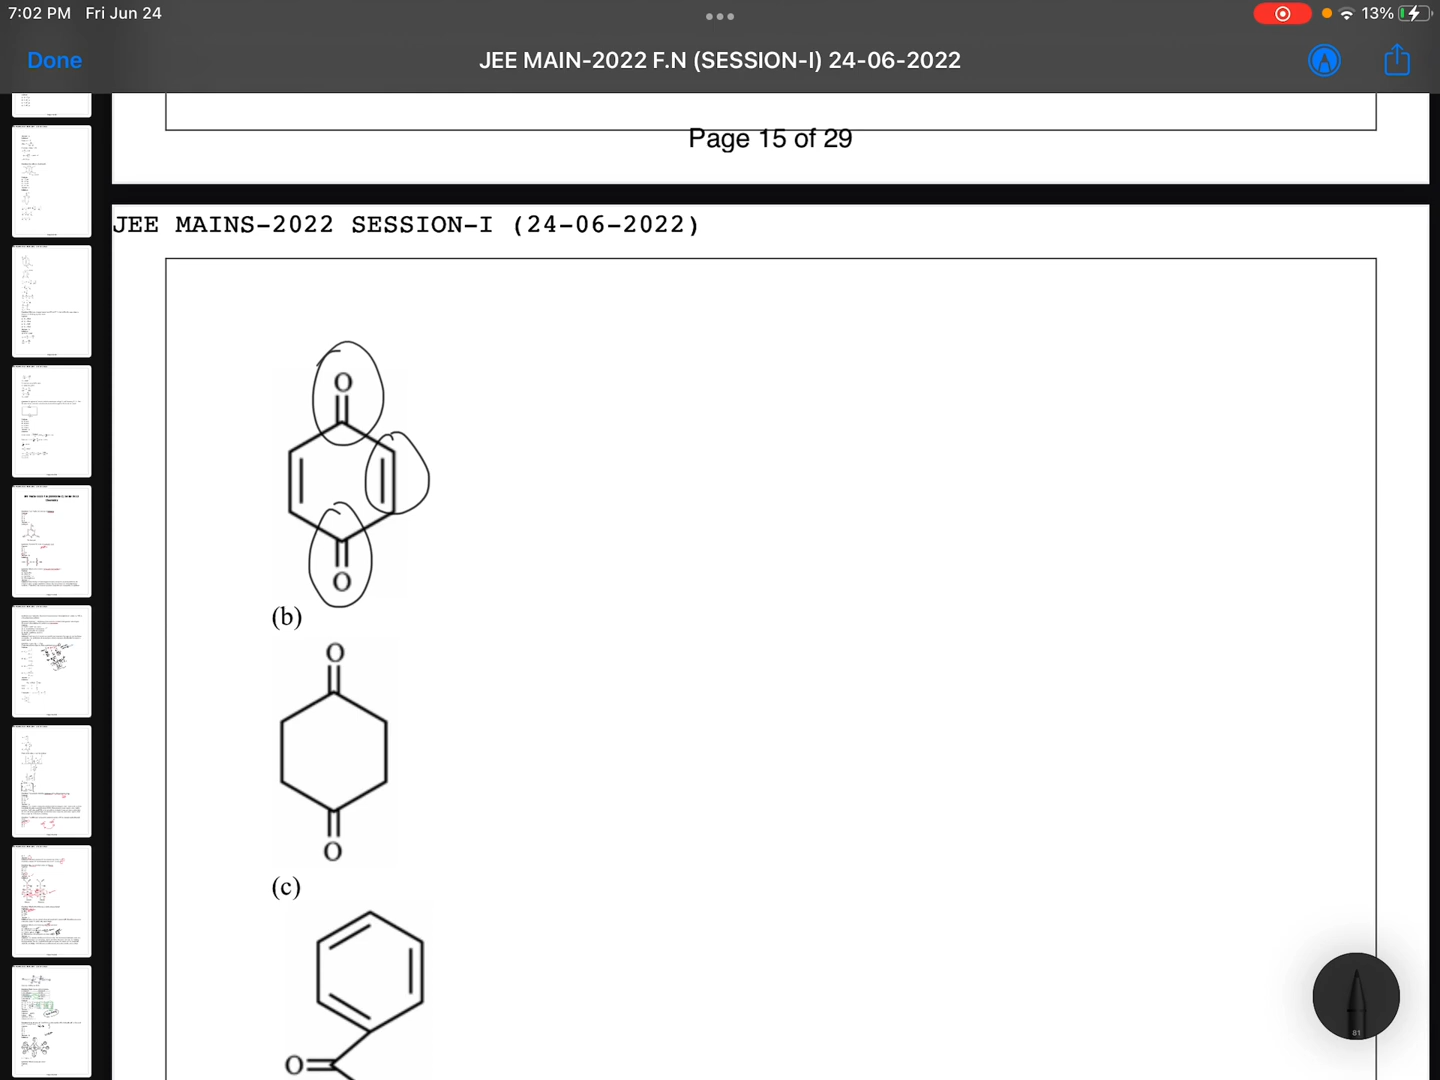 7:02 PM Fri Jun 24
13%
Done
JEE MAIN-2022 F.N (SESSION-I) 24-06-2022
Page 15 of 29
JEE MAINS-2022 SESSION-I (24-06-2022)
O
O
(b)
O
O
(c)
O
81